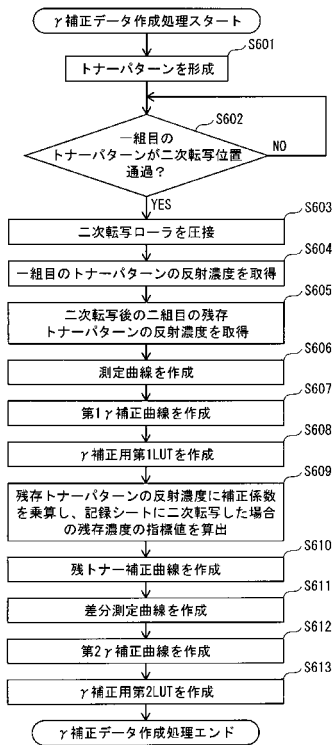 γ補正データ作成処理スタート
S601
トナーパターンを形成
S602
一組目の
トナーパターンが二次転写位置
通過？
NO
YES
S603
二次転写ローラを圧接
S604
一組目のトナーパターンの反射濃度を取得
S605
二次転写後の二組目の残存
トナーパターンの反射濃度を取得
S606
測定曲線を作成
S607
第1γ補正曲線を作成
S608
γ補正用第1LUTを作成
S609
残存トナーパターンの反射濃度に補正係数
を乗算し、記録シートに二次転写した場合
の残存濃度の指標値を算出
S610
残トナー補正曲線を作成
S611
差分測定曲線を作成
S612
第2γ補正曲線を作成
S613
γ補正用第2LUTを作成
γ補正データ作成処理エンド